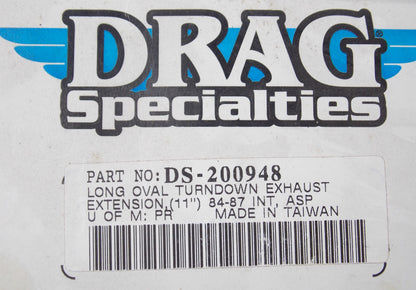 DRAG®
Specialties
PART NO: DS-200948
LONG OVAL TURNDOWN EXHAUST
EXTENSION,(11") 84-87 INT, ASP
U OF M: PR MADE IN TAIWAN